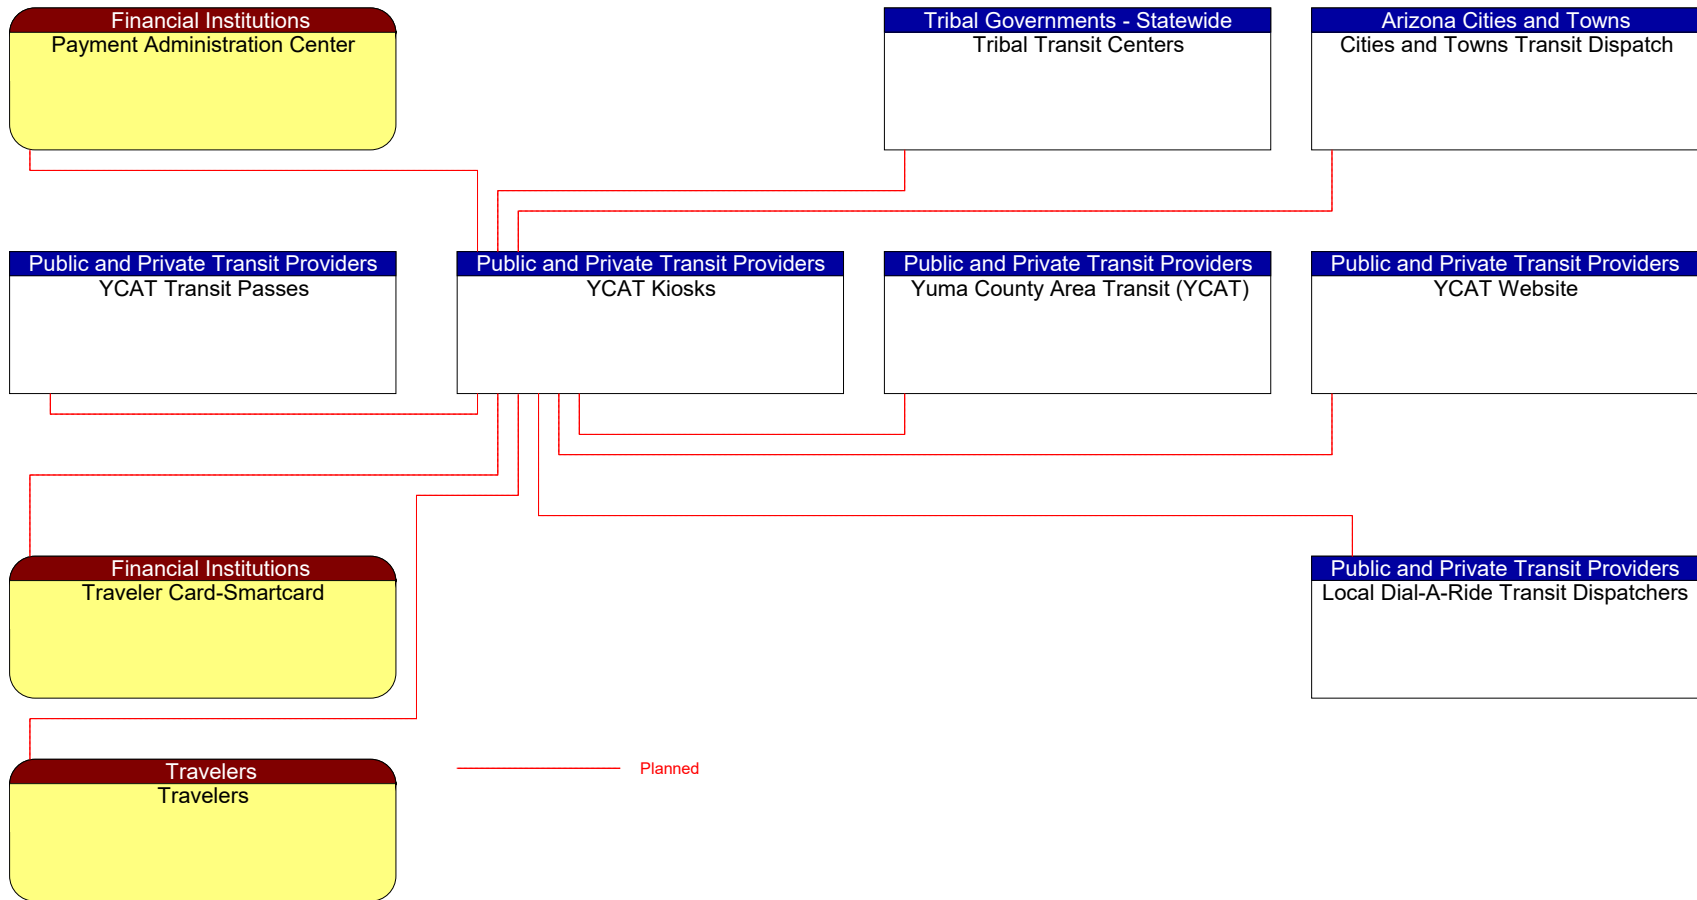 Financial Institutions
Payment Administration Center
Tribal Governments - Statewide
Tribal Transit Centers
Arizona Cities and Towns
Cities and Towns Transit Dispatch
Public and Private Transit Providers
YCAT Transit Passes
Public and Private Transit Providers
YCAT Kiosks
Public and Private Transit Providers
Yuma County Area Transit (YCAT)
Public and Private Transit Providers
YCAT Website
Financial Institutions
Traveler Card-Smartcard
Public and Private Transit Providers
Local Dial-A-Ride Transit Dispatchers
Travelers
Travelers
Planned